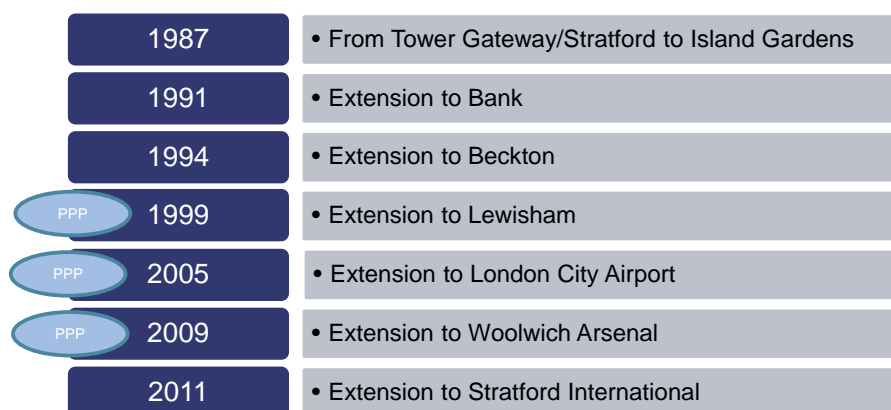 1987
• From Tower Gateway/Stratford to Island Gardens
1991
• Extension to Bank
1994
• Extension to Beckton
PPP
1999
• Extension to Lewisham
PPP
2005
• Extension to London City Airport
PPP
2009
• Extension to Woolwich Arsenal
2011
• Extension to Stratford International